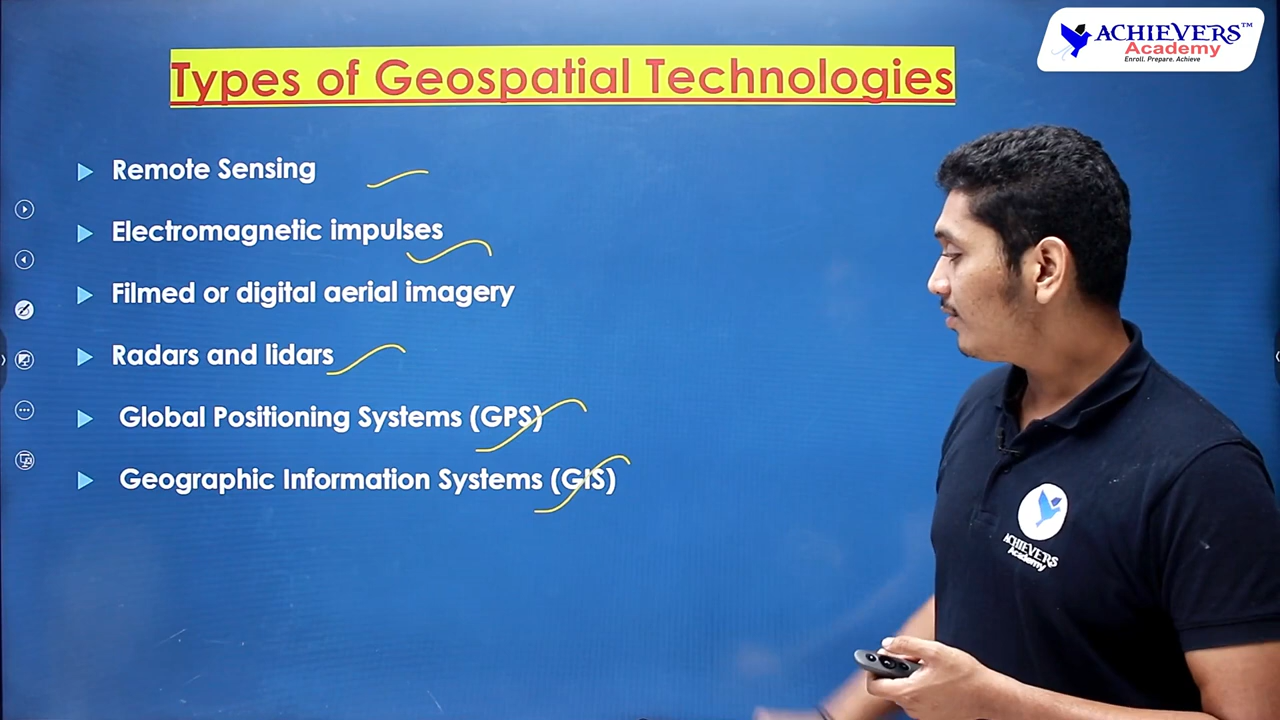 ACHIEVERS™
Academy
Enroll. Prepare. Achieve
Types of Geospatial Technologies
Remote Sensing
Electromagnetic impulses
Filmed or digital aerial imagery
Radars and lidars
Global Positioning Systems (GPS)
Geographic Information Systems (GIS)
ACHIEVERS
Academy